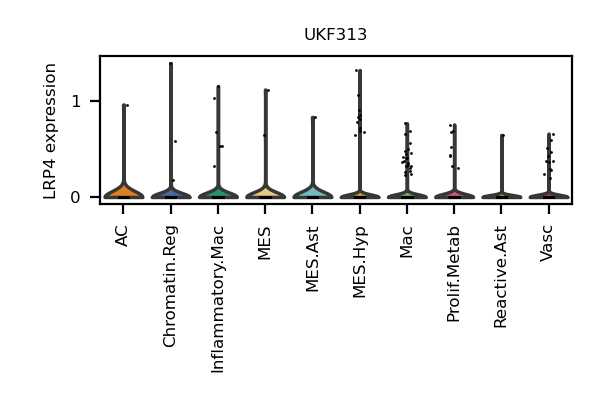 UKF313
LRP4 expression
1
0
AC
Chromatin.Reg
Inflammatory.Mac
MES
MES.Ast
MES.Hyp
Mac
Prolif.Metab
Reactive.Ast
Vasc